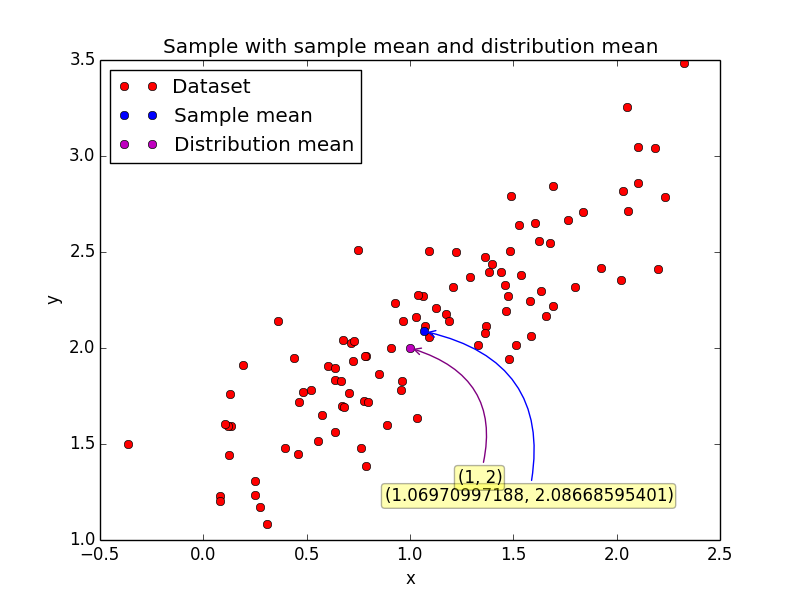 Sample with sample mean and distribution mean
Dataset
Sample mean
Distribution mean
3.5
3.0
2.5
2.0
1.5
1.0
y
(1, 2)
(1.06970997188, 2.08668595401)
−0.5 0.0 0.5 1.0 1.5 2.0 2.5
x